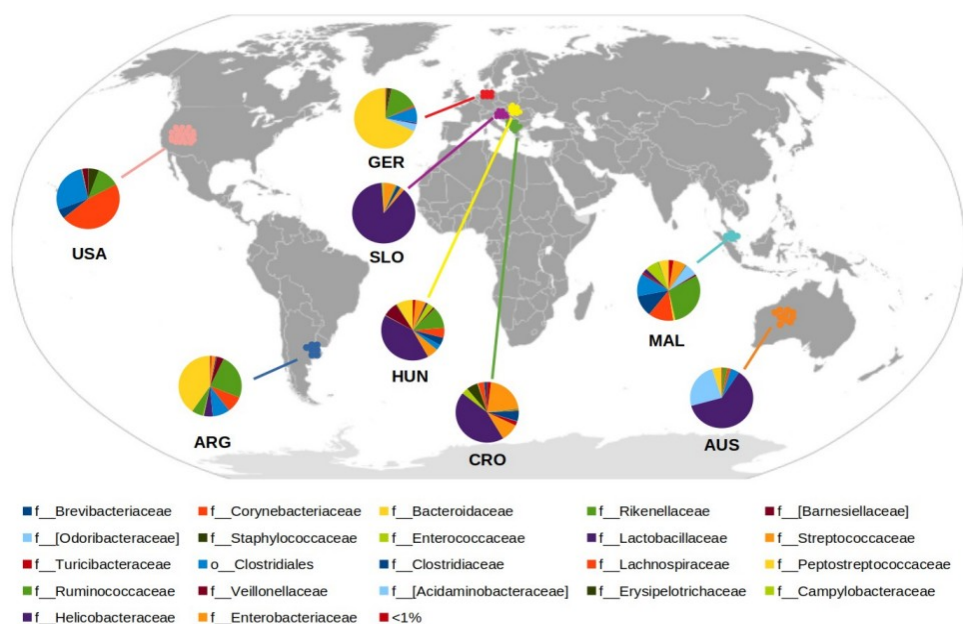 GER
USA
SLO
MAL
HUN
ARG
CRO
AUS
f__Brevibacteriaceae f__Corynebacteriaceae f__Bacteroidaceae f__Rikenellaceae f__[Barnesiellaceae]
f__[Odoribacteraceae] f__Staphylococcaceae f__Enterococcaceae f__Lactobacillaceae f__Streptococcaceae
f__Turicibacteraceae o__Clostridiales f__Clostridiaceae f__Lachnospiraceae f__Peptostreptococcaceae
f__Ruminococcaceae f__Veillonellaceae f__[Acidaminobacteraceae] f__Erysipelotrichaceae f__Campylobacteraceae
f__Helicobacteraceae f__Enterobacteriaceae <1%